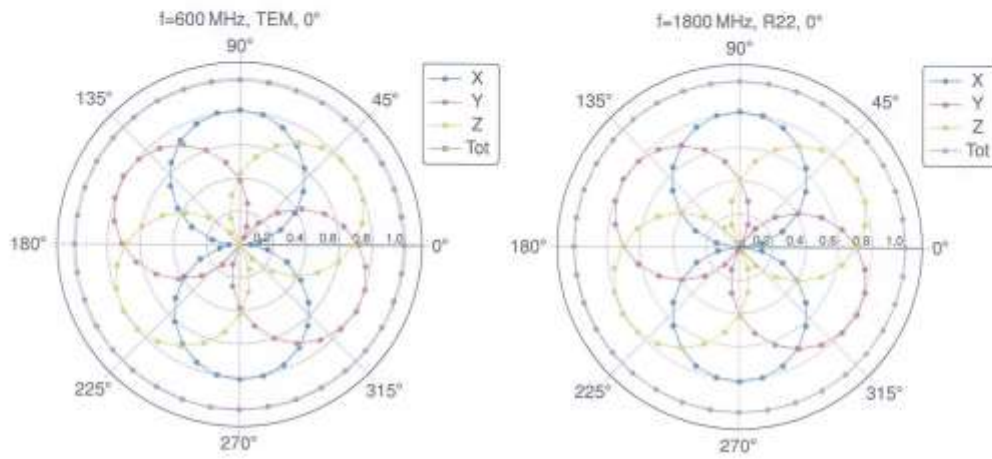 f=600 MHz, TEM, 0°
90°
135°
45°
X
Y
Z
Tot
180°
0.2 0.4 0.6 0.8 1.0
0°
225°
315°
270°
f=1800 MHz, R22, 0°
90°
135°
45°
X
Y
Z
Tot
180°
0.2 0.4 0.6 0.8 1.0
0°
225°
315°
270°